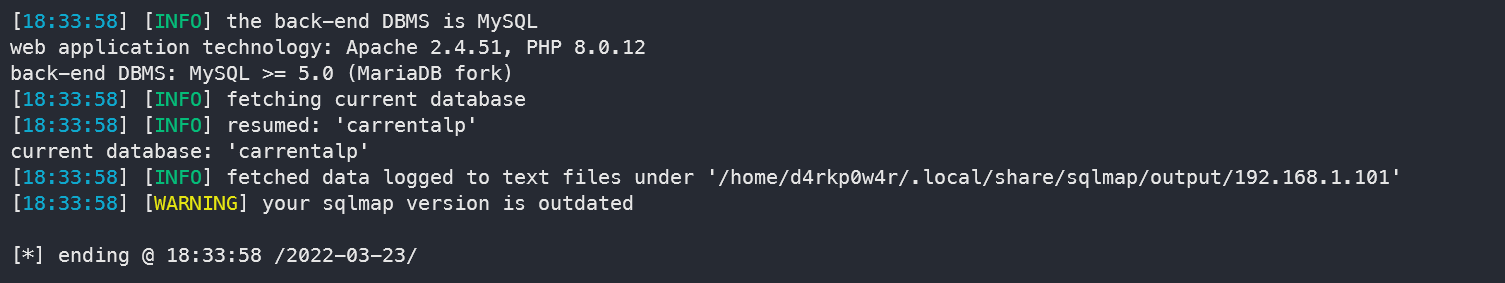 [18:33:58] [INFO] the back-end DBMS is MySQL
web application technology: Apache 2.4.51, PHP 8.0.12
back-end DBMS: MySQL >= 5.0 (MariaDB fork)
[18:33:58] [INFO] fetching current database
[18:33:58] [INFO] resumed: 'carrentalp'
current database: 'carrentalp'
[18:33:58] [INFO] fetched data logged to text files under '/home/d4rkp0w4r/.local/share/sqlmap/output/192.168.1.101'
[18:33:58] [WARNING] your sqlmap version is outdated
[*] ending @ 18:33:58 /2022-03-23/